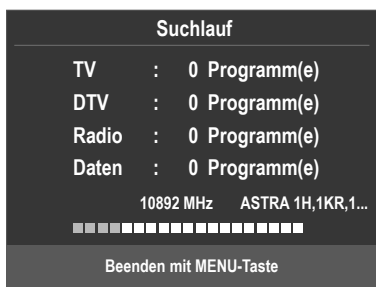 Suchlauf
TV : 0 Programm(e)
DTV : 0 Programm(e)
Radio : 0 Programm(e)
Daten : 0 Programm(e)
10892 MHz ASTRA 1H,1KR,1...
Beenden mit MENU-Taste